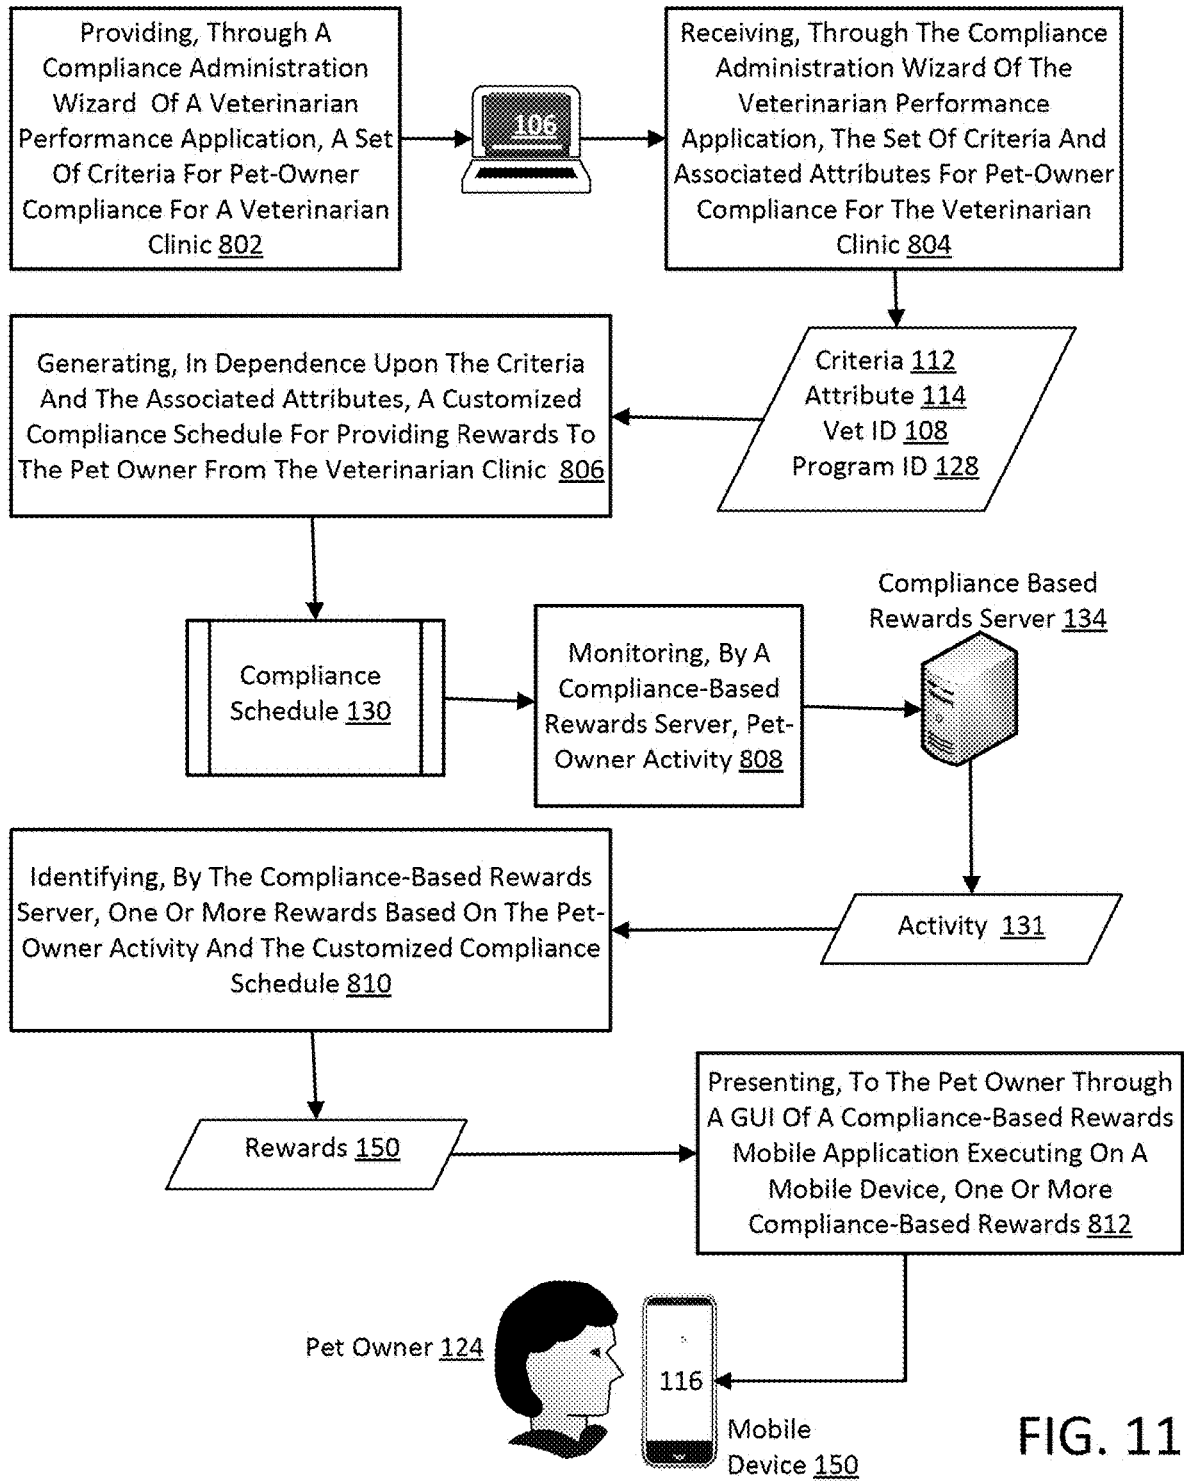 Providing, Through A
Compliance Administration
Wizard Of A Veterinarian
Performance Application, A Set
Of Criteria For Pet-Owner
Compliance For A Veterinarian
Clinic 802
106
Receiving, Through The Compliance
Administration Wizard Of The
Veterinarian Performance
Application, The Set Of Criteria And
Associated Attributes For Pet-Owner
Compliance For The Veterinarian
Clinic 804
Criteria 112
Attribute 114
Vet ID 108
Program ID 128
Generating, In Dependence Upon The Criteria
And The Associated Attributes, A Customized
Compliance Schedule For Providing Rewards To
The Pet Owner From The Veterinarian Clinic 806
Compliance
Schedule 130
Monitoring, By A
Compliance-Based
Rewards Server, Pet-
Owner Activity 808
Compliance Based
Rewards Server 134
Activity 131
Identifying, By The Compliance-Based Rewards
Server, One Or More Rewards Based On The Pet-
Owner Activity And The Customized Compliance
Schedule 810
Rewards 150
Presenting, To The Pet Owner Through
A GUI Of A Compliance-Based Rewards
Mobile Application Executing On A
Mobile Device, One Or More
Compliance-Based Rewards 812
Pet Owner 124
116
Mobile
Device 150
FIG. 11